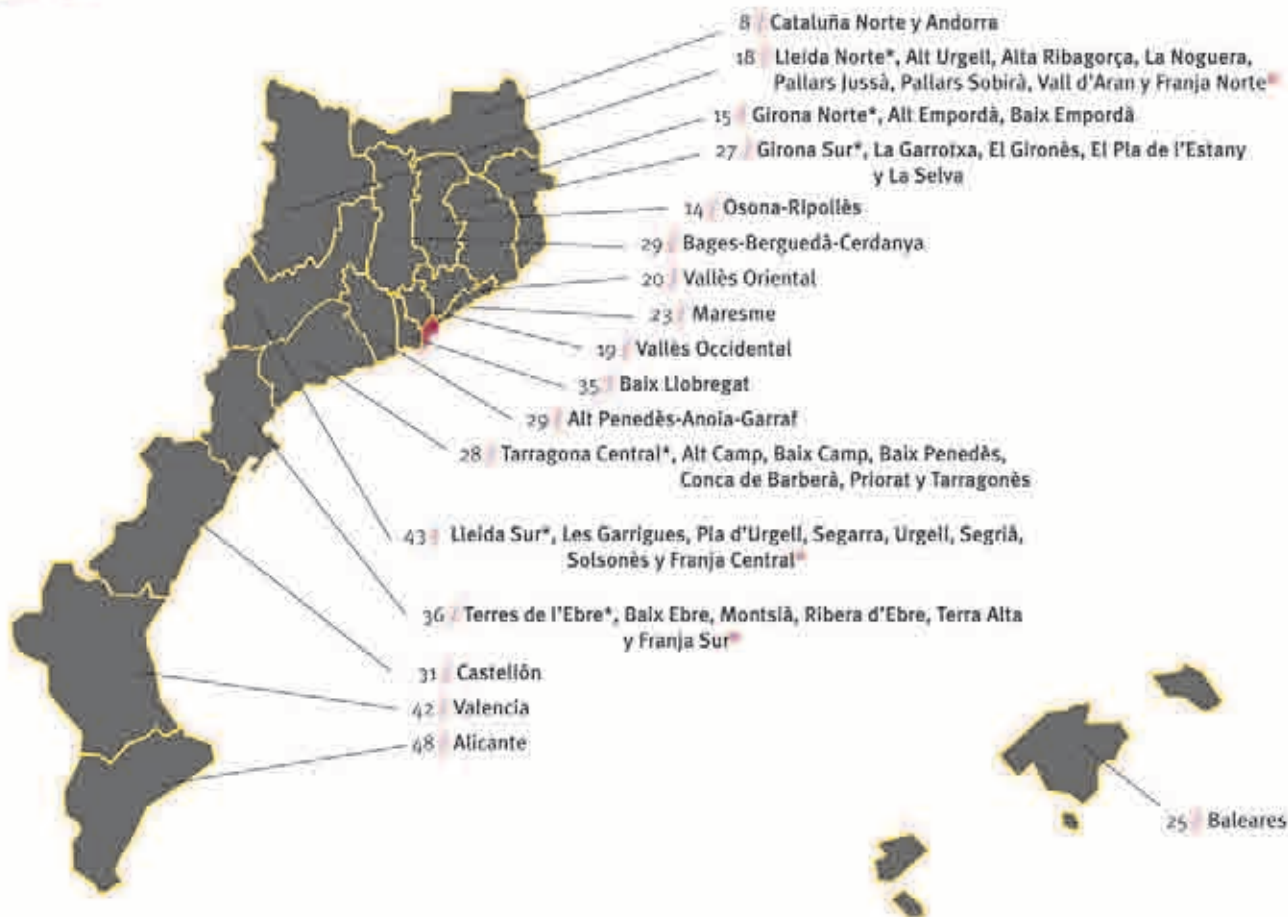 8 / Cataluña Norte y Andorra
18 / Lleida Norte*, Alt Urgell, Alta Ribagorça, La Noguera,
Pallars Jussà, Pallars Sobirà, Vall d'Aran y Franja Norte*
15 / Girona Norte*, Alt Empordà, Baix Empordà
27 / Girona Sur*, La Garrotxa, El Gironès, El Pla de l'Estany
y La Selva
14 / Osona-Ripollès
29 / Bages-Berguedà-Cerdanya
20 / Vallès Oriental
23 / Maresme
19 / Vallès Occidental
35 / Baix Llobregat
29 / Alt Penedès-Anoia-Garraf
28 / Tarragona Central*, Alt Camp, Baix Camp, Baix Penedès,
Conca de Barberà, Priorat y Tarragonès
43 / Lleida Sur*, Les Garrigues, Pla d'Urgell, Segarra, Urgell, Segrià,
Solsonès y Franja Central*
36 / Terres de l'Ebre*, Baix Ebre, Montsià, Ribera d'Ebre, Terra Alta
y Franja Sur*
31 / Castellón
42 / Valencia
48 / Alicante
25 / Baleares